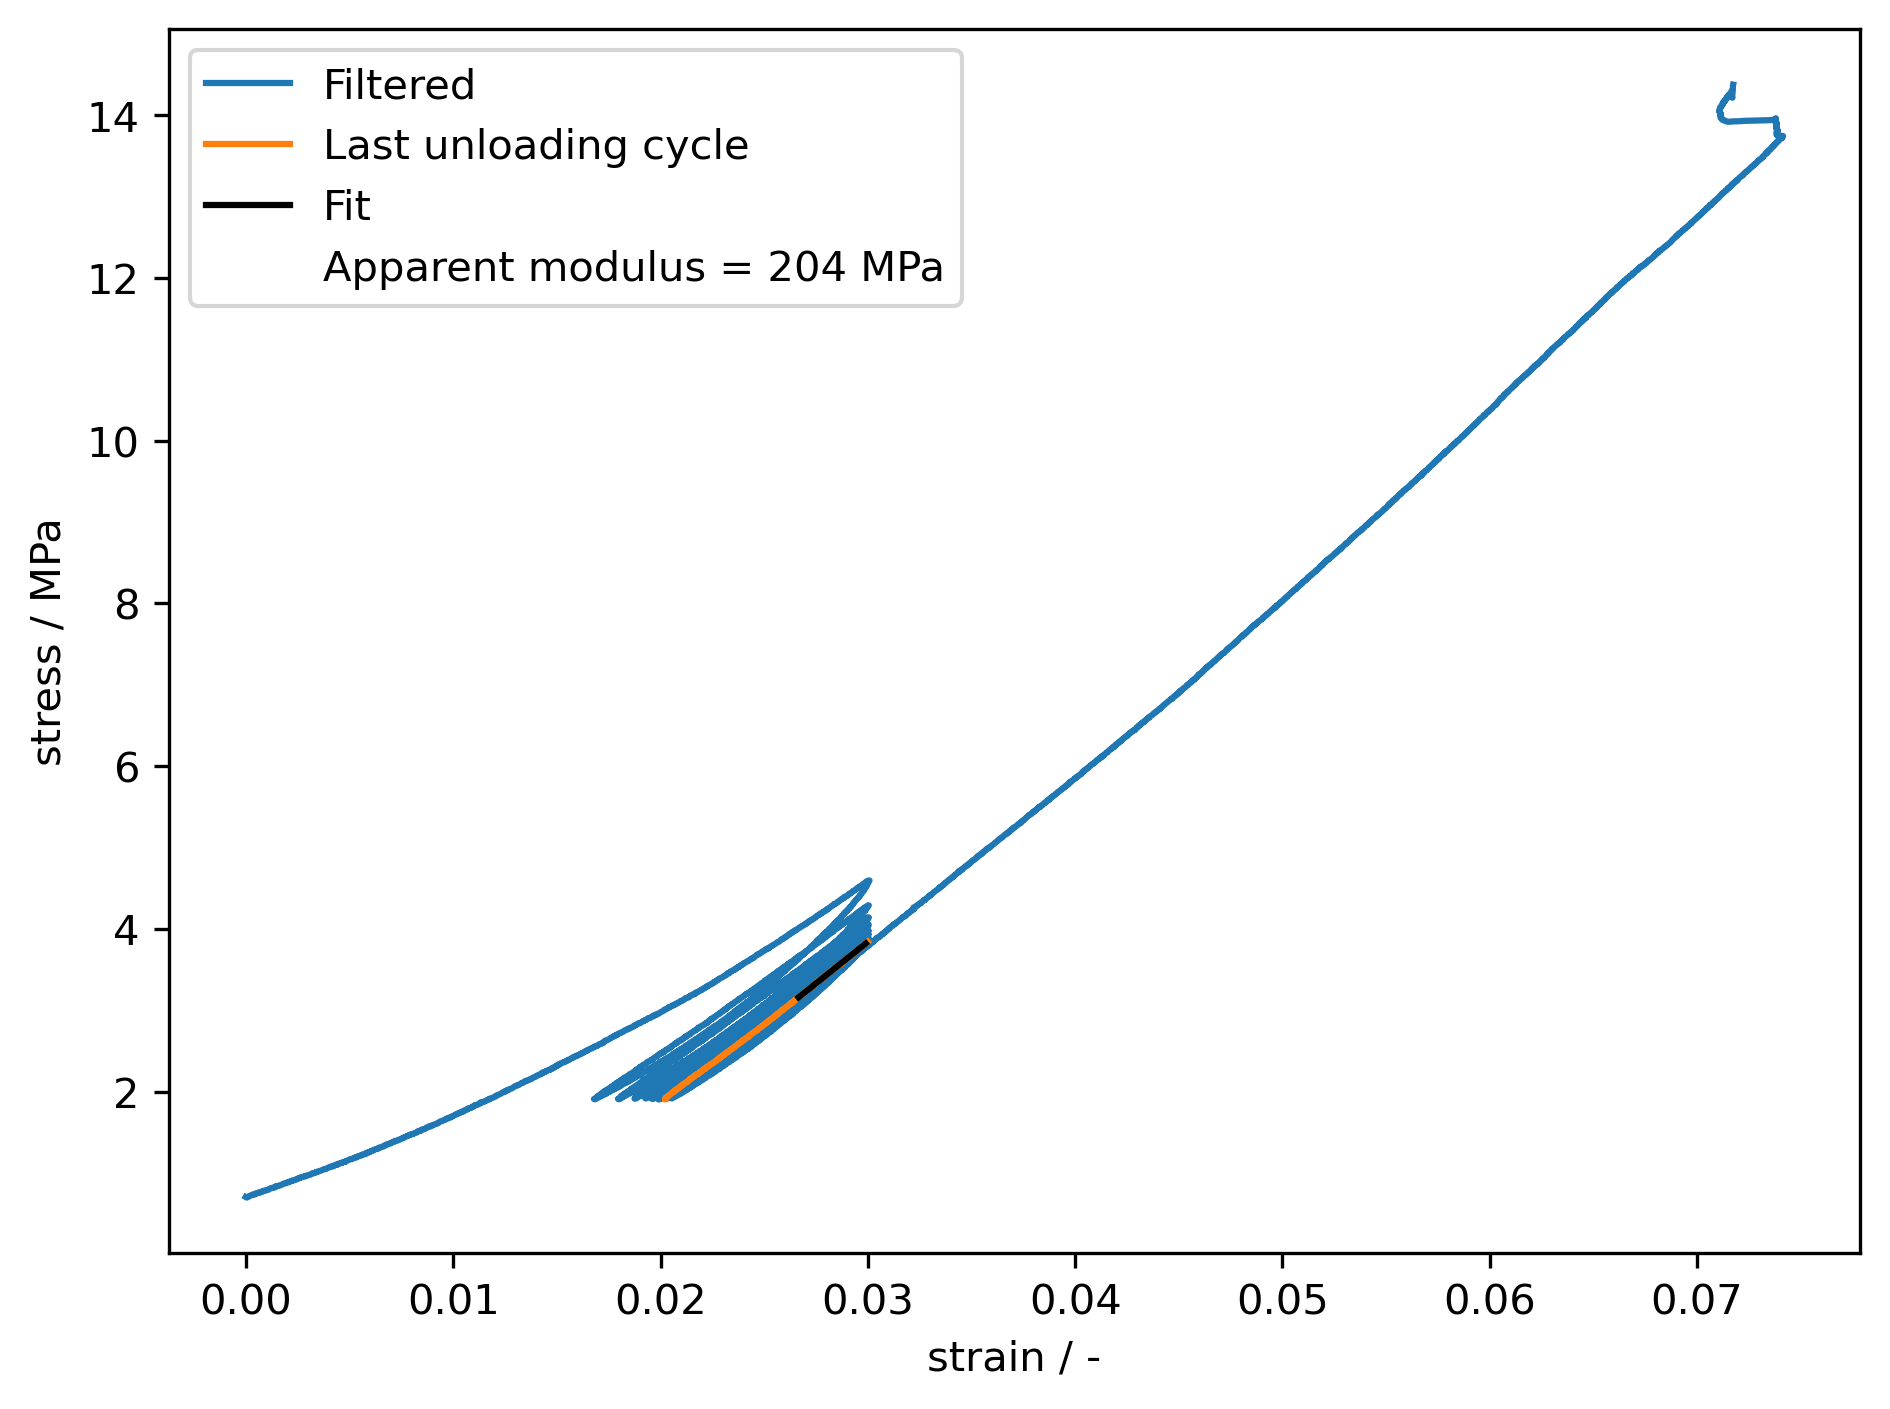 Filtered
Last unloading cycle
Fit
Apparent modulus = 204 MPa
14
12
10
8
6
4
2
stress / MPa
0.00 0.01 0.02 0.03 0.04 0.05 0.06 0.07
strain / -